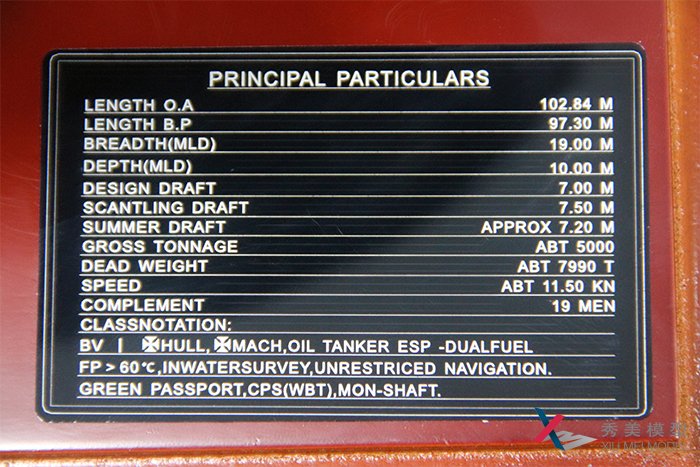 PRINCIPAL PARTICULARS
LENGTH O.A 102.84 M
LENGTH B.P 97.30 M
BREADTH(MLD) 19.00 M
DEPTH(MLD) 10.00 M
DESIGN DRAFT 7.00 M
SCANTLING DRAFT 7.50 M
SUMMER DRAFT APPROX 7.20 M
GROSS TONNAGE ABT 5000
DEAD WEIGHT ABT 7990 T
SPEED ABT 11.50 KN
COMPLEMENT 19 MEN
CLASSNOTATION:
BV I ✠HULL,✠MACH,OIL TANKER ESP -DUALFUEL
FP > 60℃,INWATERSURVEY,UNRESTRICED NAVIGATION.
GREEN PASSPORT,CPS(WBT),MON-SHAFT.
秀美模型